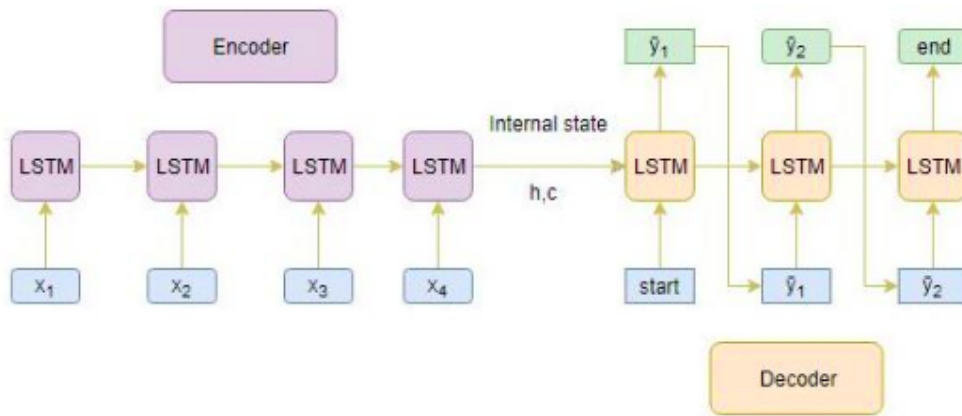 Encoder
ŷ₁
ŷ₂
end
Internal state
LSTM
LSTM
LSTM
LSTM
LSTM
LSTM
LSTM
h,c
x₁
x₂
x₃
x₄
start
ŷ₁
ŷ₂
Decoder